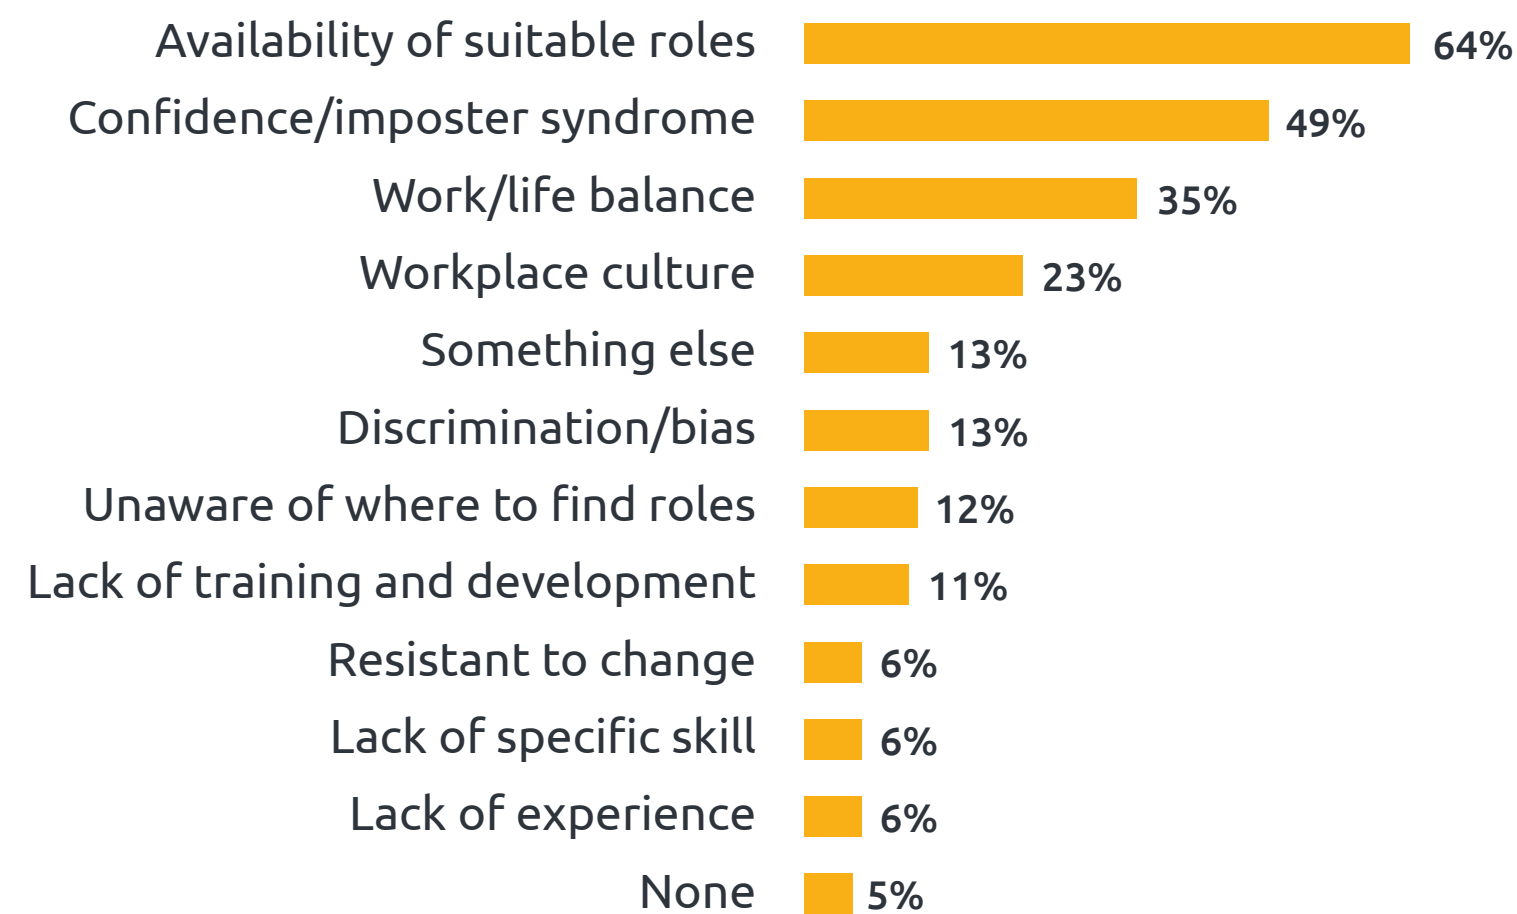 Availability of suitable roles 64%
Confidence/imposter syndrome 49%
Work/life balance 35%
Workplace culture 23%
Something else 13%
Discrimination/bias 13%
Unaware of where to find roles 12%
Lack of training and development 11%
Resistant to change 6%
Lack of specific skill 6%
Lack of experience 6%
None 5%